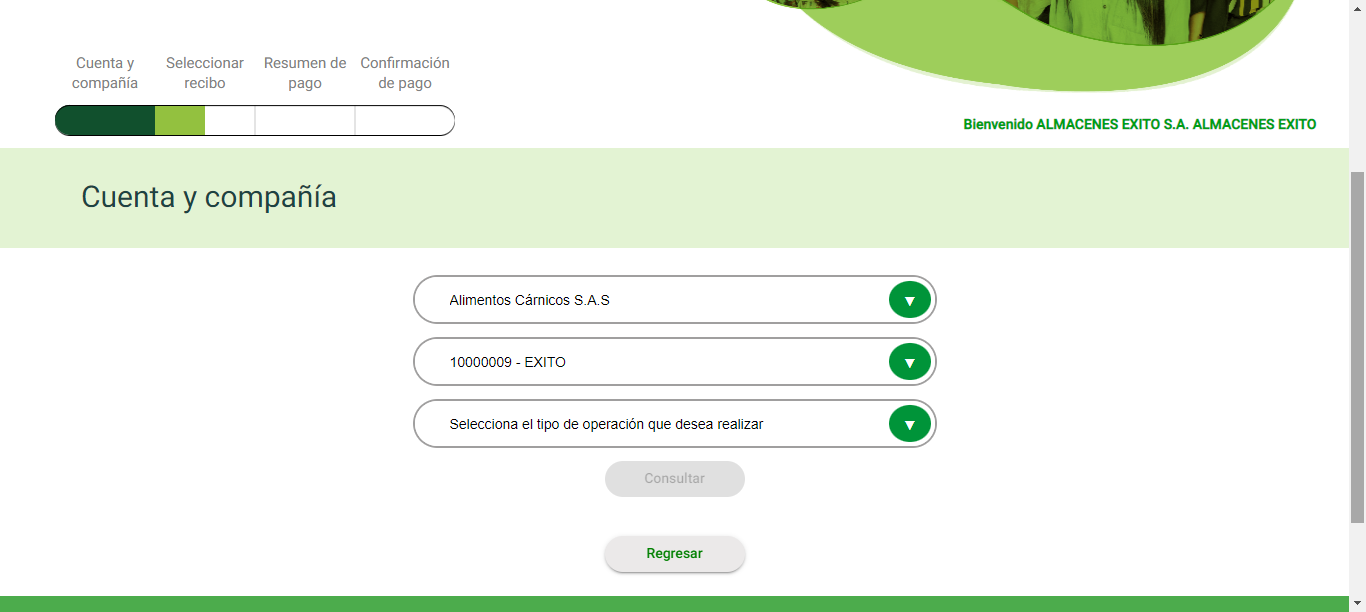 Cuenta y
compañía
Seleccionar
recibo
Resumen de
pago
Confirmación
de pago
Bienvenido ALMACENES EXITO S.A. ALMACENES EXITO
Cuenta y compañía
Alimentos Cárnicos S.A.S
10000009 - EXITO
Selecciona el tipo de operación que desea realizar
Consultar
Regresar